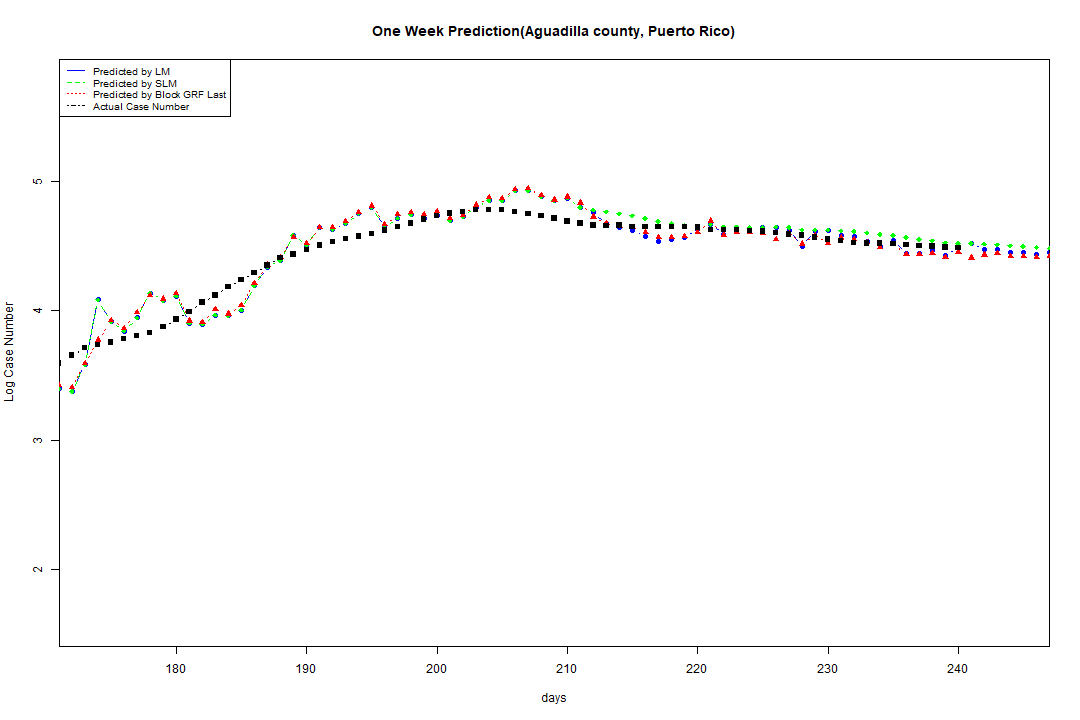 One Week Prediction(Aguadilla county, Puerto Rico)
Predicted by LM
Predicted by SLM
Predicted by Block GRF Last
Actual Case Number
5
4
3
2
Log Case Number
180 190 200 210 220 230 240
days